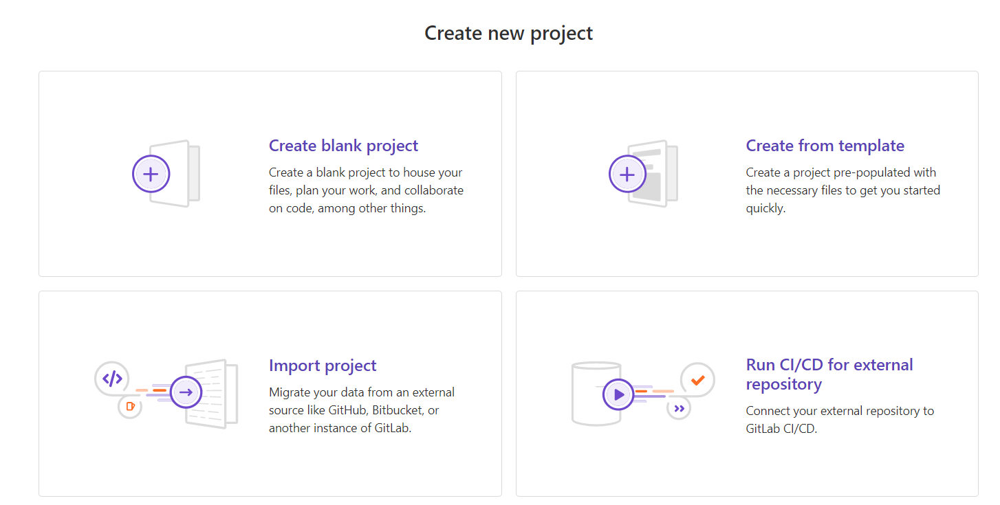 Create new project
Create blank project
Create a blank project to house your
files, plan your work, and collaborate
on code, among other things.
Create from template
Create a project pre-populated with
the necessary files to get you started
quickly.
Import project
Migrate your data from an external
source like GitHub, Bitbucket, or
another instance of GitLab.
Run CI/CD for external
repository
Connect your external repository to
GitLab CI/CD.